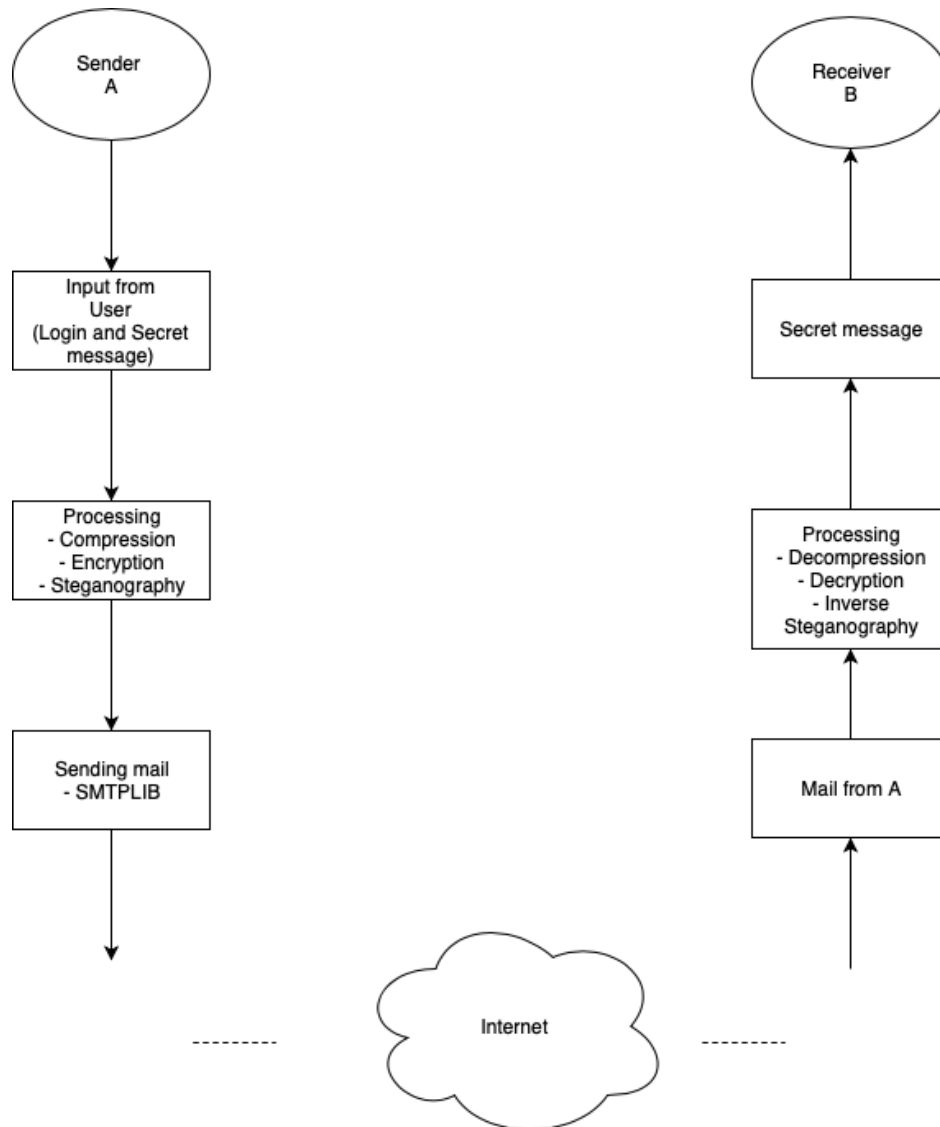 Sender
A
Input from
User
(Login and Secret
message)
Processing
- Compression
- Encryption
- Steganography
Sending mail
- SMTPLIB
Internet
Receiver
B
Secret message
Processing
- Decompression
- Decryption
- Inverse
Steganography
Mail from A